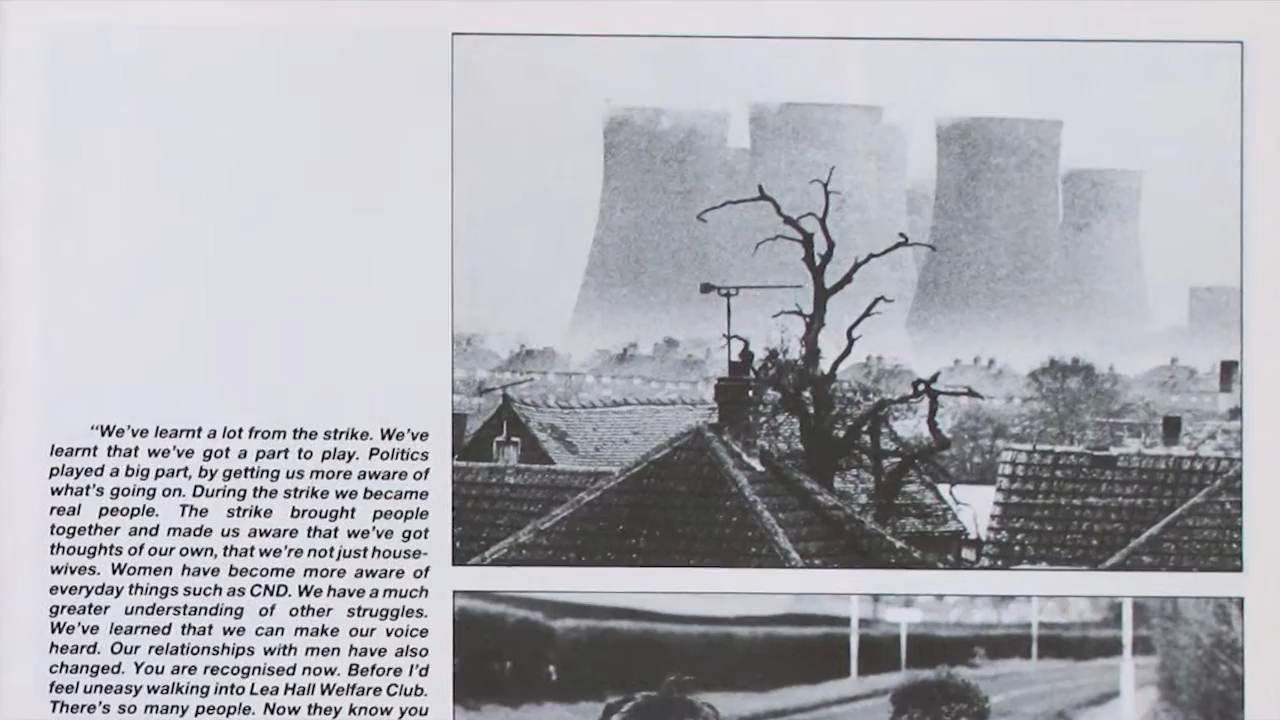 “We’ve learnt a lot from the strike. We’ve
learnt that we’ve got a part to play. Politics
played a big part, by getting us more aware of
what’s going on. During the strike we became
real people. The strike brought people
together and made us aware that we’ve got
thoughts of our own, that we’re not just house-
wives. Women have become more aware of
everyday things such as CND. We have a much
greater understanding of other struggles.
We’ve learned that we can make our voice
heard. Our relationships with men have also
changed. You are recognised now. Before I’d
feel uneasy walking into Lea Hall Welfare Club.
There’s so many people. Now they know you